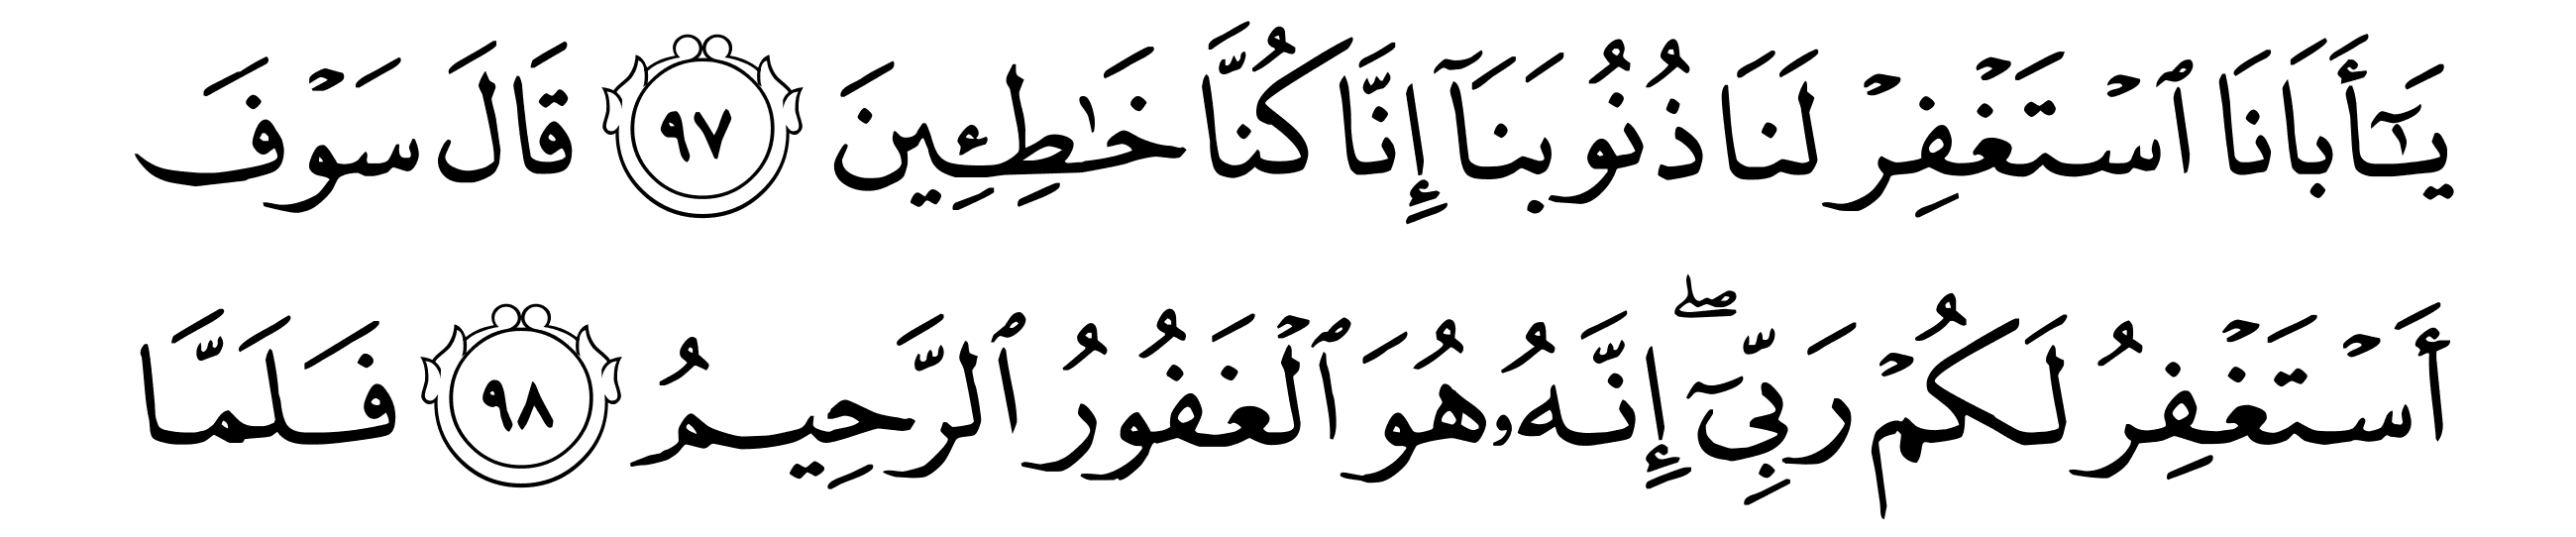 يَٰٓأَبَانَا ٱسۡتَغۡفِرۡ لَنَا ذُنُوبَنَآ إِنَّا كُنَّا خَٰطِـِٔينَ ٩٧ قَالَ سَوۡفَ
أَسۡتَغۡفِرُ لَكُمۡ رَبِّيٓۖ إِنَّهُۥ هُوَ ٱلۡغَفُورُ ٱلرَّحِيمُ ٩٨ فَلَمَّا